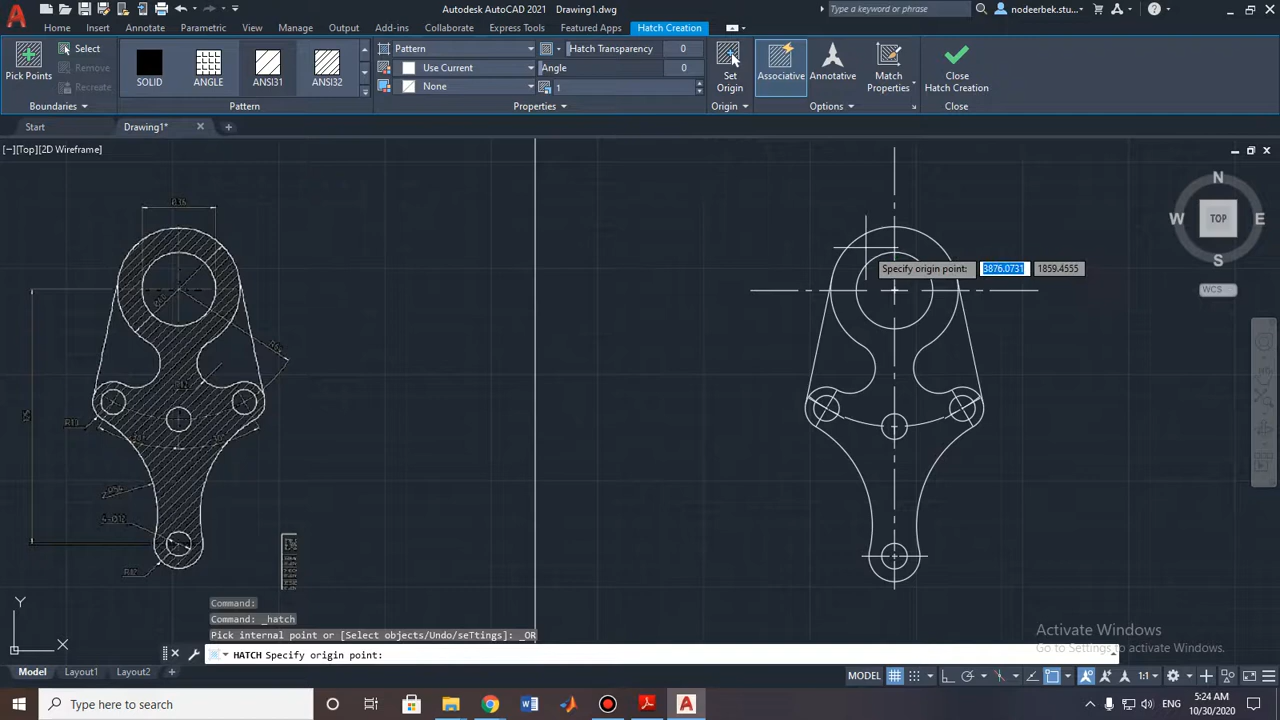 Autodesk AutoCAD 2021 Drawing1.dwg
Type a keyword or phrase
nodeerbek.stu...
Home Insert Annotate Parametric View Manage Output Add-ins Collaborate Express Tools Featured Apps Hatch Creation
Pick Points
Select
Remove
Recreate
SOLID ANGLE ANSI31 ANSI32
Pattern
Use Current
None
Hatch Transparency 0
Angle 0
1
Set
Origin
Associative
Annotative
Match
Properties
Close
Hatch Creation
Boundaries Pattern Properties Origin Options Close
Start Drawing1*
[−][Top][2D Wireframe]
N
W TOP E
S
WCS
Specify origin point: 3876.0731 1859.4555
R12
Y
X
Command:
Command: _hatch
Pick internal point or [Select objects/Undo/seTtings]: _OR
HATCH Specify origin point:
Activate Windows
Go to Settings to activate Windows.
Model Layout1 Layout2
MODEL 1:1
Type here to search
ENG
5:24 AM
10/30/2020